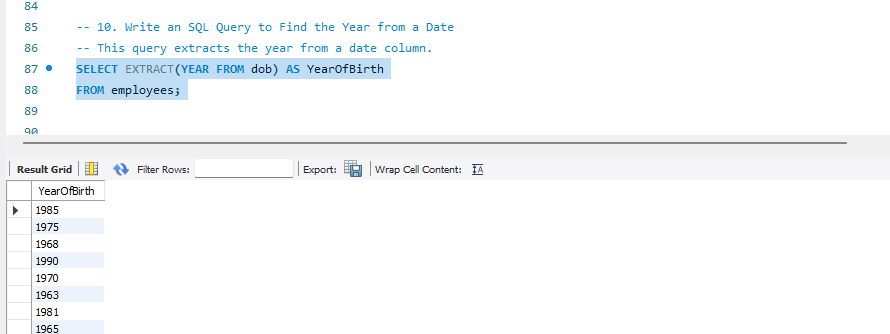 84
85 -- 10. Write an SQL Query to Find the Year from a Date
86 -- This query extracts the year from a date column.
87 SELECT EXTRACT(YEAR FROM dob) AS YearOfBirth
88 FROM employees;
89
90
Result Grid Filter Rows: Export: Wrap Cell Content: IA
YearOfBirth
1985
1975
1968
1990
1970
1963
1981
1965